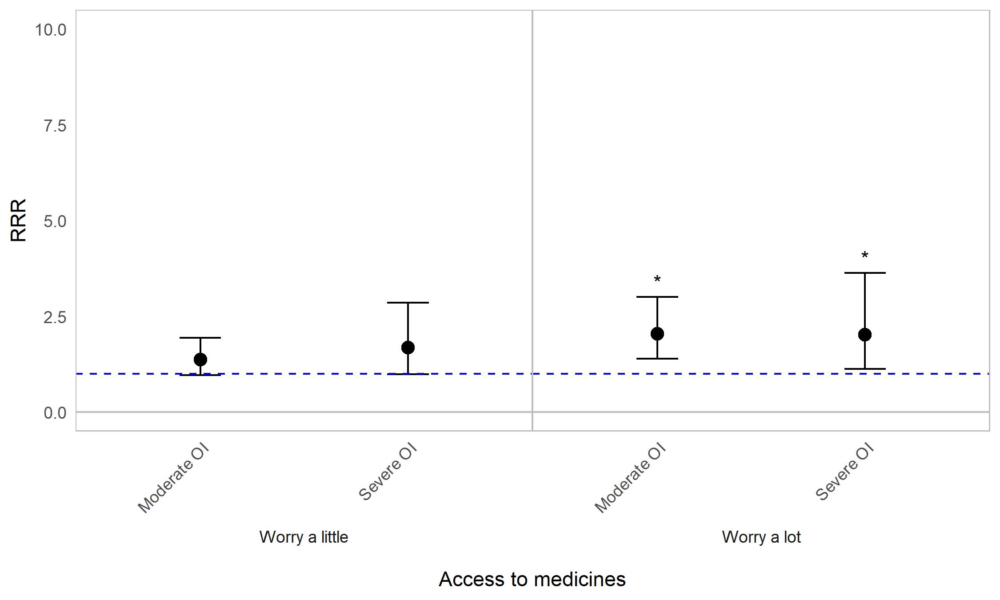 10.0
7.5
5.0
2.5
0.0
RRR
*
*
Moderate OI
Severe OI
Moderate OI
Severe OI
Worry a little
Worry a lot
Access to medicines